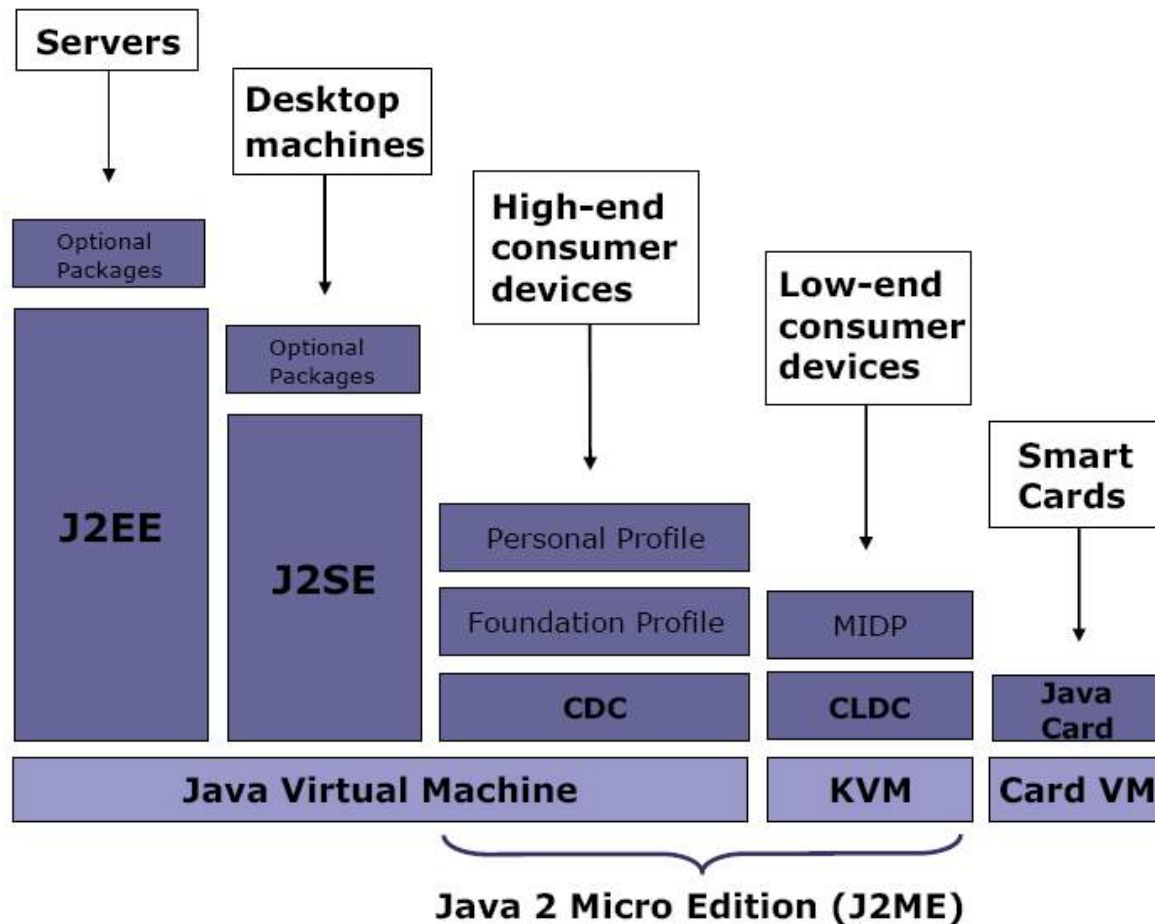 Servers
Desktop
machines
High-end
consumer
devices
Low-end
consumer
devices
Smart
Cards
Optional
Packages
J2EE
Optional
Packages
J2SE
Personal Profile
Foundation Profile
CDC
MIDP
CLDC
Java
Card
Java Virtual Machine
KVM
Card VM
Java 2 Micro Edition (J2ME)